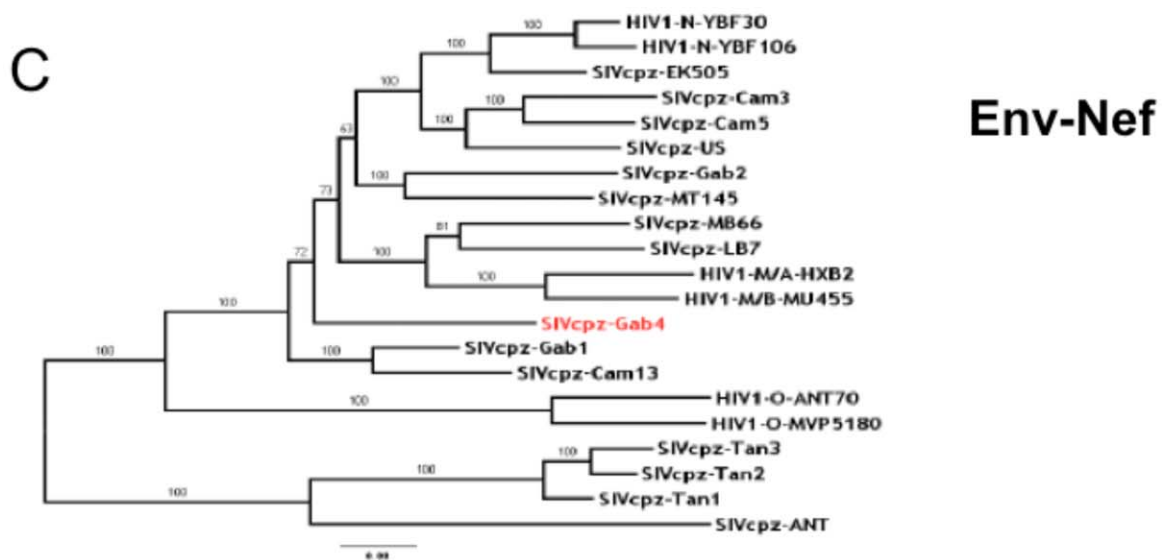 C
Env-Nef
100
HIV1-N-YBF30
HIV1-N-YBF106
100
SIVcpz-EK505
100
100
SIVcpz-Cam3
SIVcpz-Cam5
100
SIVcpz-US
63
100
SIVcpz-Gab2
SIVcpz-MT145
73
81
SIVcpz-MB66
SIVcpz-LB7
100
100
HIV1-M/A-HXB2
HIV1-M/B-MU455
72
SIVcpz-Gab4
100
100
SIVcpz-Gab1
SIVcpz-Cam13
100
100
HIV1-O-ANT70
HIV1-O-MVP5180
100
SIVcpz-Tan3
SIVcpz-Tan2
100
SIVcpz-Tan1
100
SIVcpz-ANT